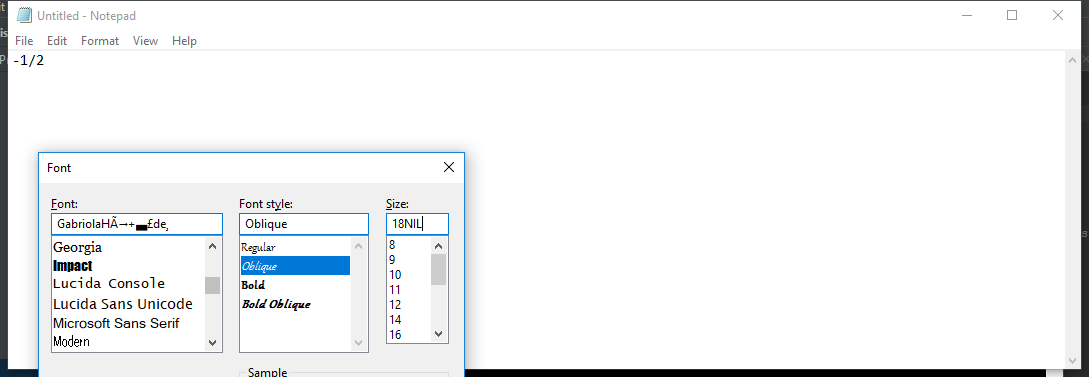 Untitled - Notepad
File Edit Format View Help
-1/2
Font
Font: Font style: Size:
GabriolaHÃ→+▃£de¸ Oblique 18NIL
Georgia Regular 8
Impact Oblique 9
Lucida Console Bold 10
Lucida Sans Unicode Bold Oblique 11
Microsoft Sans Serif 12
Modern 14
16
Sample